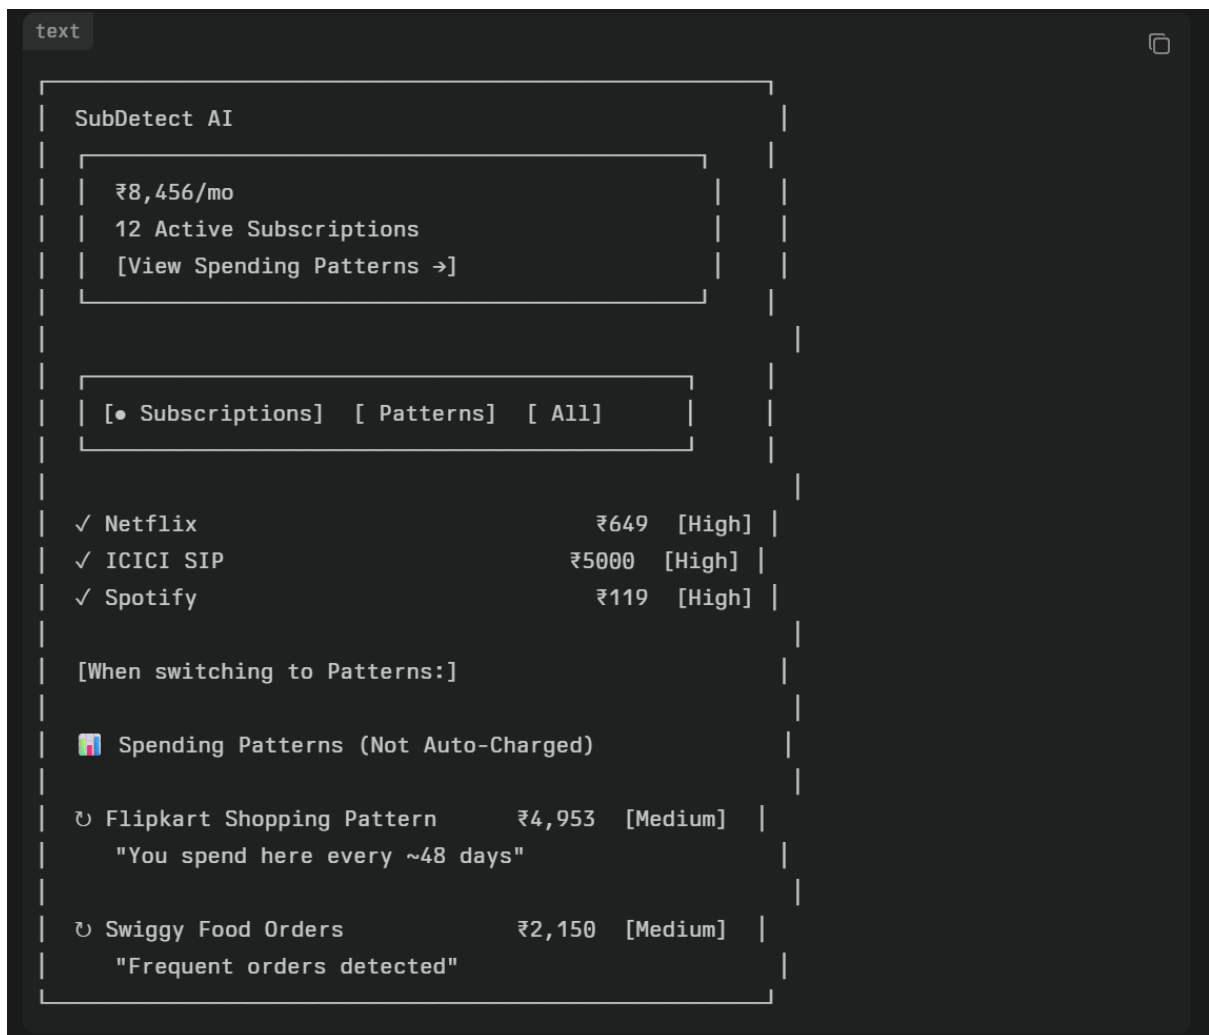 text
SubDetect AI
₹8,456/mo
12 Active Subscriptions
[View Spending Patterns →]
[● Subscriptions]  [ Patterns]  [ All]
✓ Netflix ₹649 [High]
✓ ICICI SIP ₹5000 [High]
✓ Spotify ₹119 [High]
[When switching to Patterns:]
📊 Spending Patterns (Not Auto-Charged)
↻ Flipkart Shopping Pattern ₹4,953 [Medium]
"You spend here every ~48 days"
↻ Swiggy Food Orders ₹2,150 [Medium]
"Frequent orders detected"